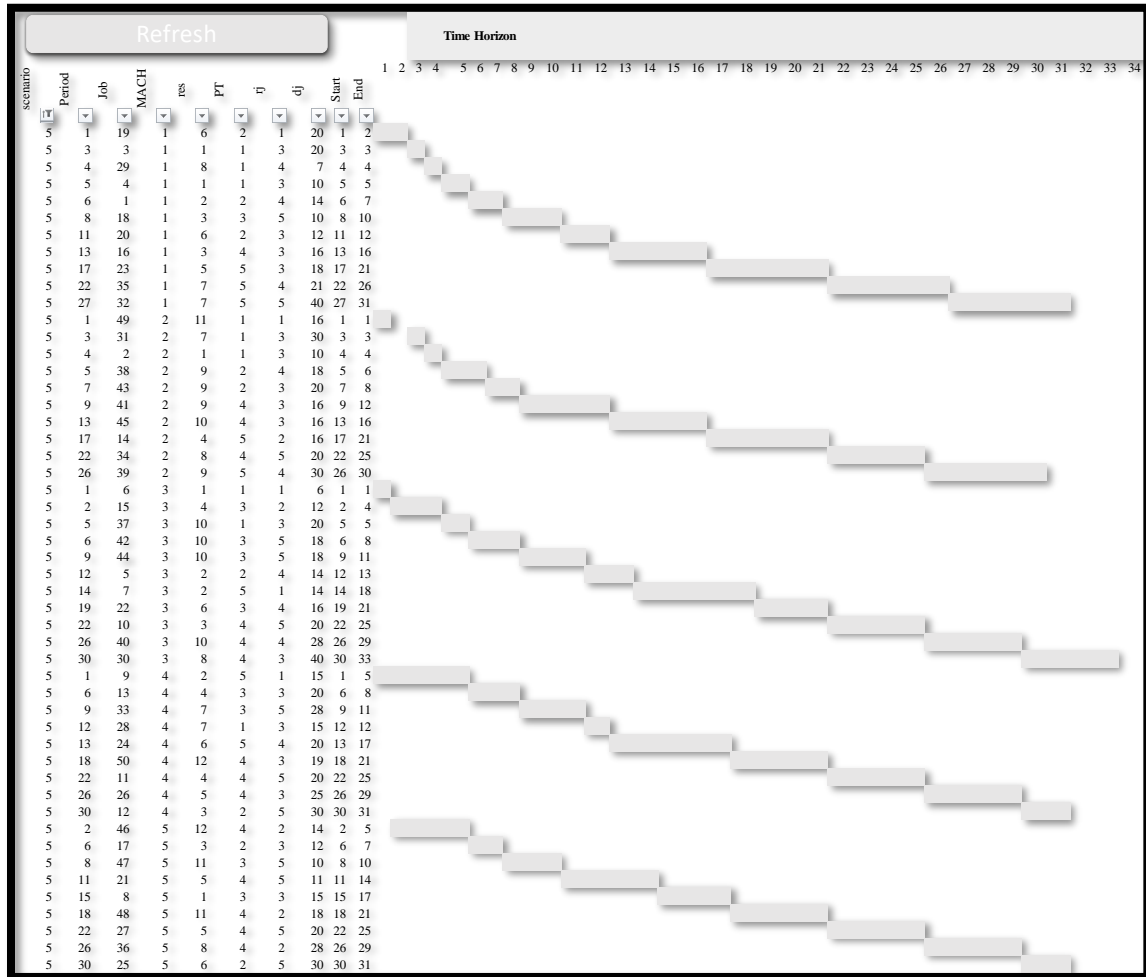 Refresh
Time Horizon
1 2 3 4 5 6 7 8 9 10 11 12 13 14 15 16 17 18 19 20 21 22 23 24 25 26 27 28 29 30 31 32 33 34
scenario Period Job MACH res PT rj dj Start End
5 1 19 1 6 2 1 20 1 2
5 3 3 1 1 1 3 20 3 3
5 4 29 1 8 1 4 7 4 4
5 5 4 1 1 1 3 10 5 5
5 6 1 1 2 2 4 14 6 7
5 8 18 1 3 3 5 10 8 10
5 11 20 1 6 2 3 12 11 12
5 13 16 1 3 4 3 16 13 16
5 17 23 1 5 5 3 18 17 21
5 22 35 1 7 5 4 21 22 26
5 27 32 1 7 5 5 40 27 31
5 1 49 2 11 1 1 16 1 1
5 3 31 2 7 1 3 30 3 3
5 4 2 2 1 1 3 10 4 4
5 5 38 2 9 2 4 18 5 6
5 7 43 2 9 2 3 20 7 8
5 9 41 2 9 4 3 16 9 12
5 13 45 2 10 4 3 16 13 16
5 17 14 2 4 5 2 16 17 21
5 22 34 2 8 4 5 20 22 25
5 26 39 2 9 5 4 30 26 30
5 1 6 3 1 1 1 6 1 1
5 2 15 3 4 3 2 12 2 4
5 5 37 3 10 1 3 20 5 5
5 6 42 3 10 3 5 18 6 8
5 9 44 3 10 3 5 18 9 11
5 12 5 3 2 2 4 14 12 13
5 14 7 3 2 5 1 14 14 18
5 19 22 3 6 3 4 16 19 21
5 22 10 3 3 4 5 20 22 25
5 26 40 3 10 4 4 28 26 29
5 30 30 3 8 4 3 40 30 33
5 1 9 4 2 5 1 15 1 5
5 6 13 4 4 3 3 20 6 8
5 9 33 4 7 3 5 28 9 11
5 12 28 4 7 1 3 15 12 12
5 13 24 4 6 5 4 20 13 17
5 18 50 4 12 4 3 19 18 21
5 22 11 4 4 4 5 20 22 25
5 26 26 4 5 4 3 25 26 29
5 30 12 4 3 2 5 30 30 31
5 2 46 5 12 4 2 14 2 5
5 6 17 5 3 2 3 12 6 7
5 8 47 5 11 3 5 10 8 10
5 11 21 5 5 4 5 11 11 14
5 15 8 5 1 3 3 15 15 17
5 18 48 5 11 4 2 18 18 21
5 22 27 5 5 4 5 20 22 25
5 26 36 5 8 4 2 28 26 29
5 30 25 5 6 2 5 30 30 31